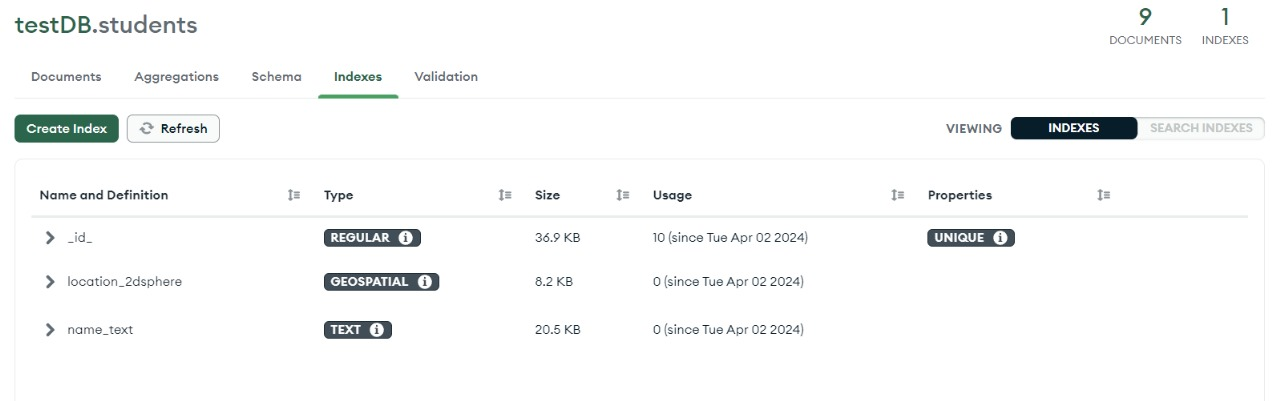 testDB.students
9 1
DOCUMENTS INDEXES
Documents Aggregations Schema Indexes Validation
Create Index Refresh VIEWING INDEXES SEARCH INDEXES
Name and Definition Type Size Usage Properties
_id_ REGULAR 36.9 KB 10 (since Tue Apr 02 2024) UNIQUE
location_2dsphere GEOSPATIAL 8.2 KB 0 (since Tue Apr 02 2024)
name_text TEXT 20.5 KB 0 (since Tue Apr 02 2024)